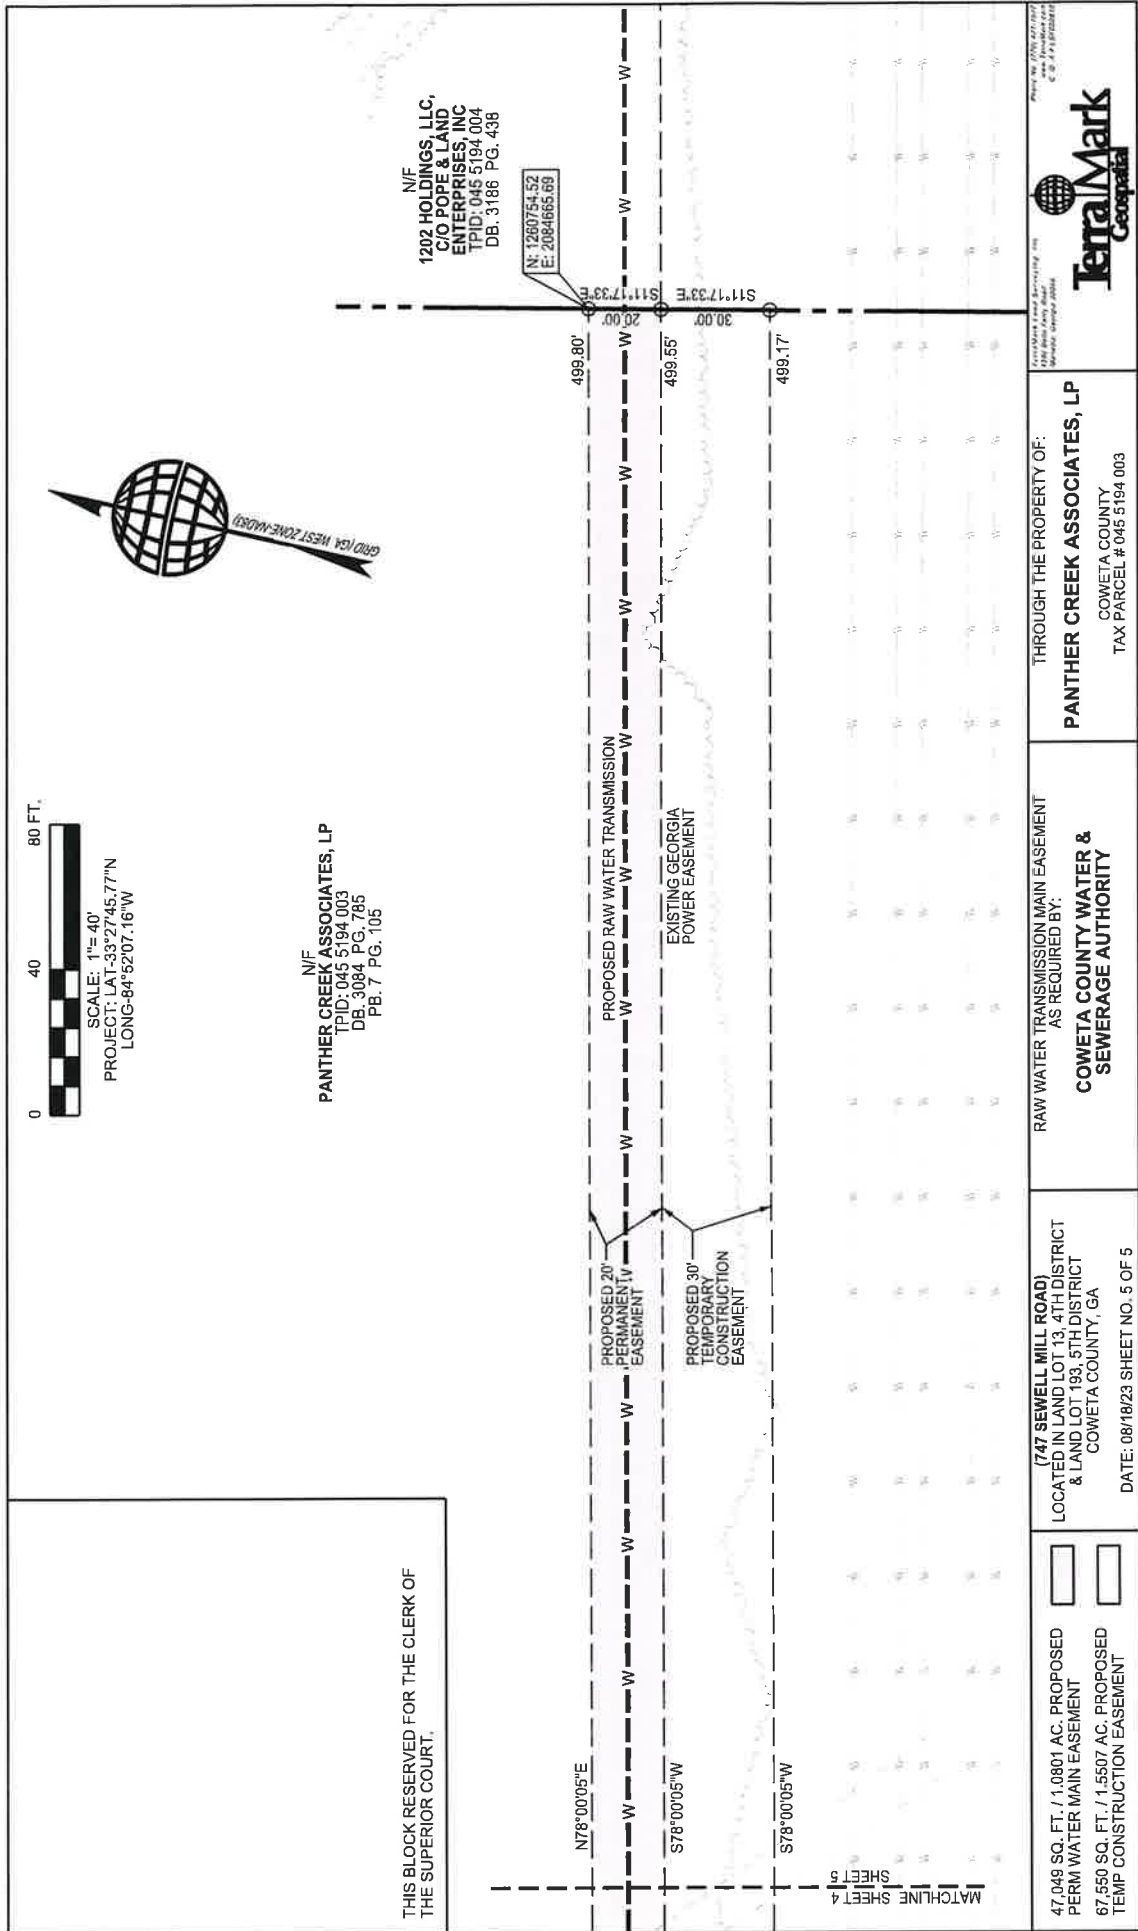 THIS BLOCK RESERVED FOR THE CLERK OF
THE SUPERIOR COURT.
0 40 80 FT.
SCALE: 1"= 40'
PROJECT: LAT-33°27'45.77"N
LONG-84°52'07.16"W
GRID (GA WEST ZONE-NAD83)
N/F
PANTHER CREEK ASSOCIATES, LP
TPID: 045 5194 003
DB. 3084 PG. 785
PB. 7 PG. 105
N/F
1202 HOLDINGS, LLC,
C/O POPE & LAND
ENTERPRISES, INC
TPID: 045 5194 004
DB. 3186 PG. 438
N: 1260754.52
E: 2084665.69
N78°00'05"E
499.80'
S11°17'33"E
20.00'
PROPOSED RAW WATER TRANSMISSION
W W W W W W W W W W W W W W
S78°00'05"W
499.55'
S11°17'33"E
30.00'
EXISTING GEORGIA
POWER EASEMENT
PROPOSED 20'
PERMANENT
EASEMENT
PROPOSED 30'
TEMPORARY
CONSTRUCTION
EASEMENT
S78°00'05"W
499.17'
MATCHLINE SHEET 4
SHEET 5
47,049 SQ. FT. / 1.0801 AC. PROPOSED
PERM WATER MAIN EASEMENT
67,550 SQ. FT. / 1.5507 AC. PROPOSED
TEMP CONSTRUCTION EASEMENT
(747 SEWELL MILL ROAD)
LOCATED IN LAND LOT 13, 4TH DISTRICT
& LAND LOT 193, 5TH DISTRICT
COWETA COUNTY, GA
DATE: 08/18/23 SHEET NO. 5 OF 5
RAW WATER TRANSMISSION MAIN EASEMENT
AS REQUIRED BY:
COWETA COUNTY WATER &
SEWERAGE AUTHORITY
THROUGH THE PROPERTY OF:
PANTHER CREEK ASSOCIATES, LP
COWETA COUNTY
TAX PARCEL # 045 5194 003
TerraMark
Geospatial